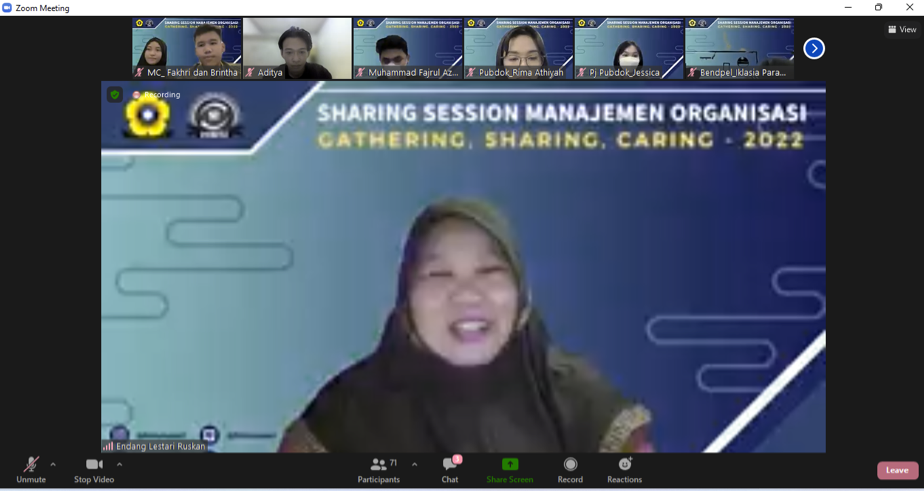 Zoom Meeting
View
MC_ Fakhri dan Brintha
Aditya
Muhammad Fajrul Az...
Pubdok_Rima Athiyah
Pj Pubdok_Jessica
Bendpel_Iklasia Para...
Recording
SHARING SESSION MANAJEMEN ORGANISASI
GATHERING, SHARING, CARING - 2022
Endang Lestari Ruskan
Unmute
Stop Video
71
Participants
3
Chat
Share Screen
Record
Reactions
Leave